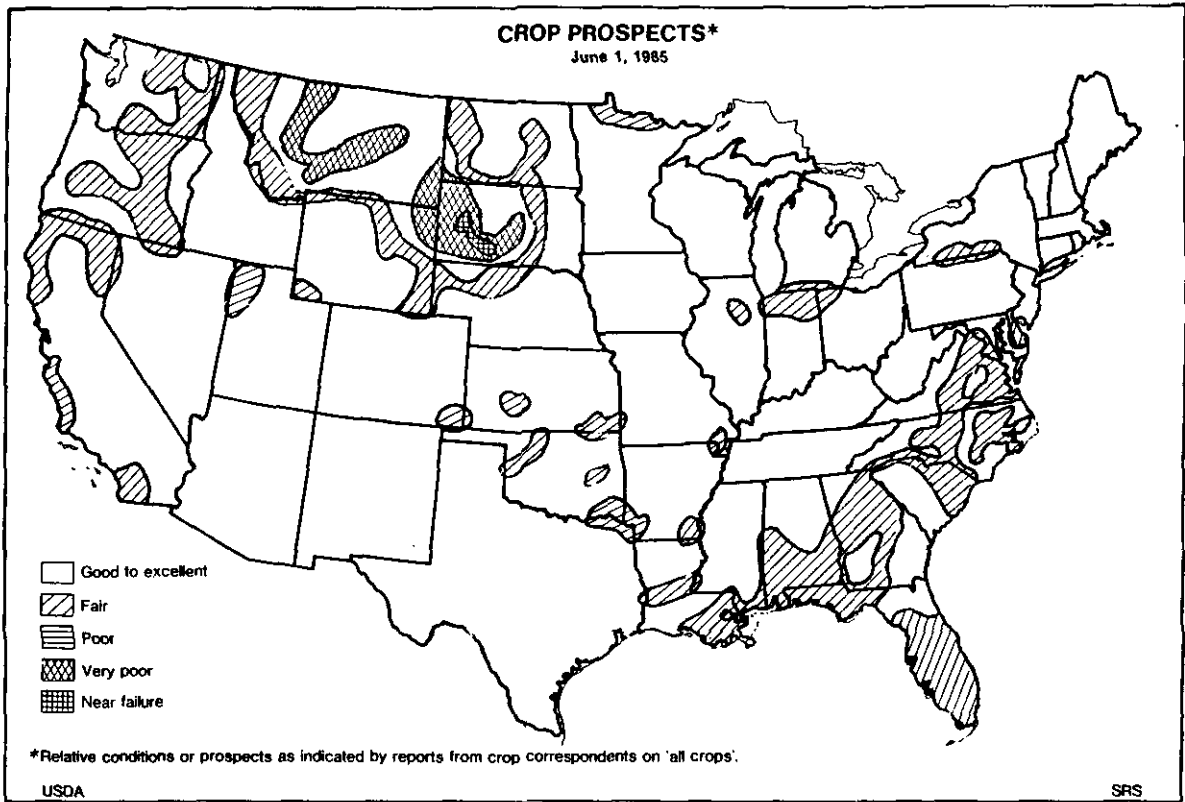 CROP PROSPECTS*
June 1, 1985
Good to excellent
Fair
Poor
Very poor
Near failure
*Relative conditions or prospects as indicated by reports from crop correspondents on 'all crops'.
USDA
SRS